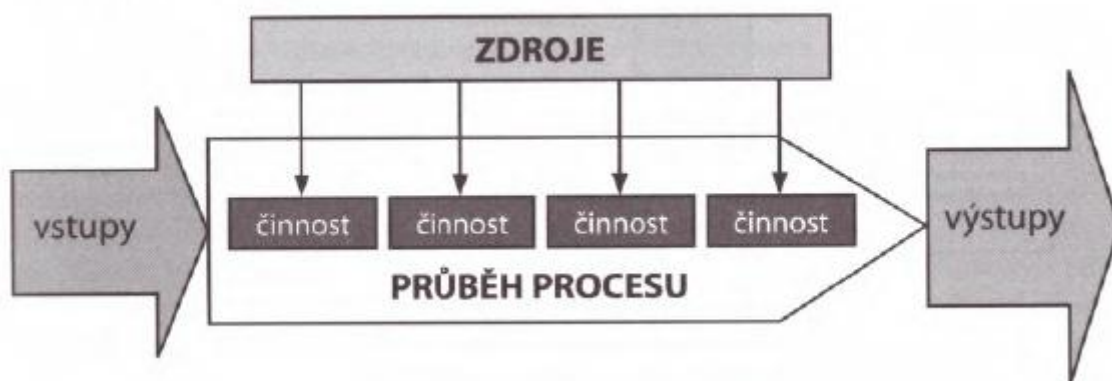 ZDROJE
vstupy
činnost činnost činnost činnost
výstupy
PRŮBĚH PROCESU